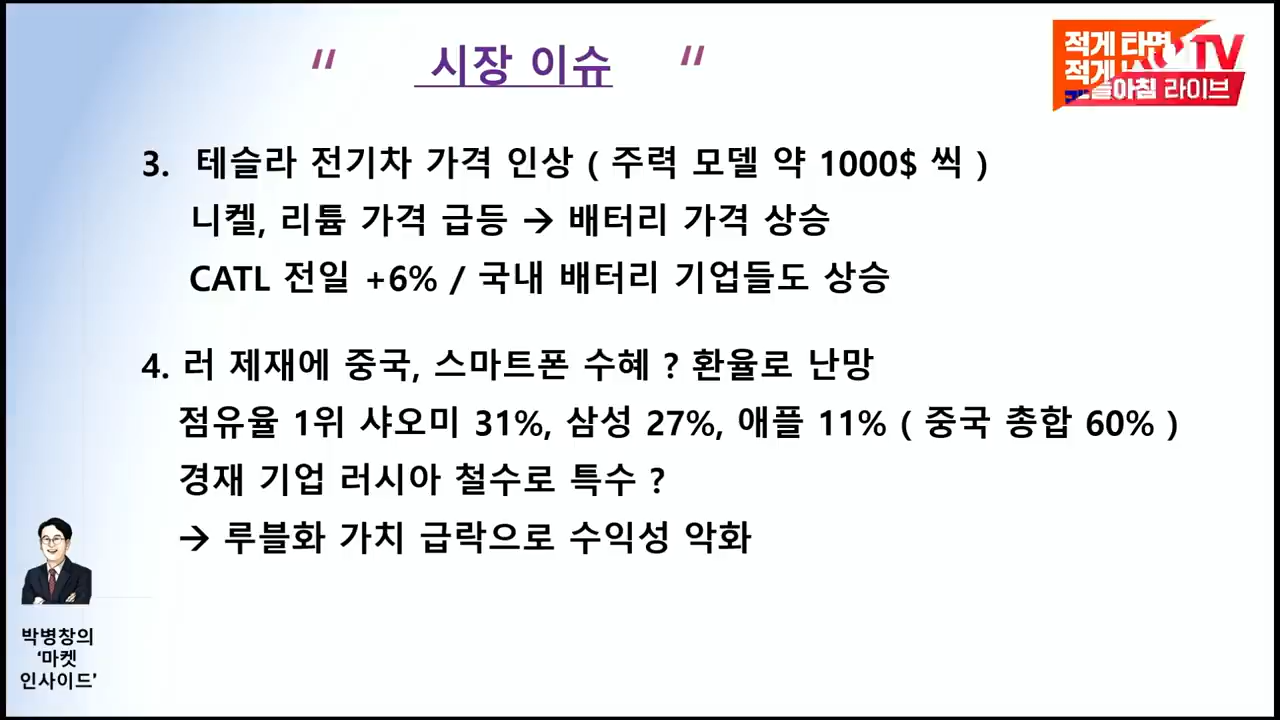 " 시장 이슈 "
적게 타면
적게
TV
아침 라이브
3. 테슬라 전기차 가격 인상 ( 주력 모델 약 1000$ 씩 )
니켈, 리튬 가격 급등 → 배터리 가격 상승
CATL 전일 +6% / 국내 배터리 기업들도 상승
4. 러 제재에 중국, 스마트폰 수혜 ? 환율로 난망
점유율 1위 샤오미 31%, 삼성 27%, 애플 11% ( 중국 총합 60% )
경재 기업 러시아 철수로 특수 ?
→ 루블화 가치 급락으로 수익성 악화
박병창의
‘마켓
인사이드’